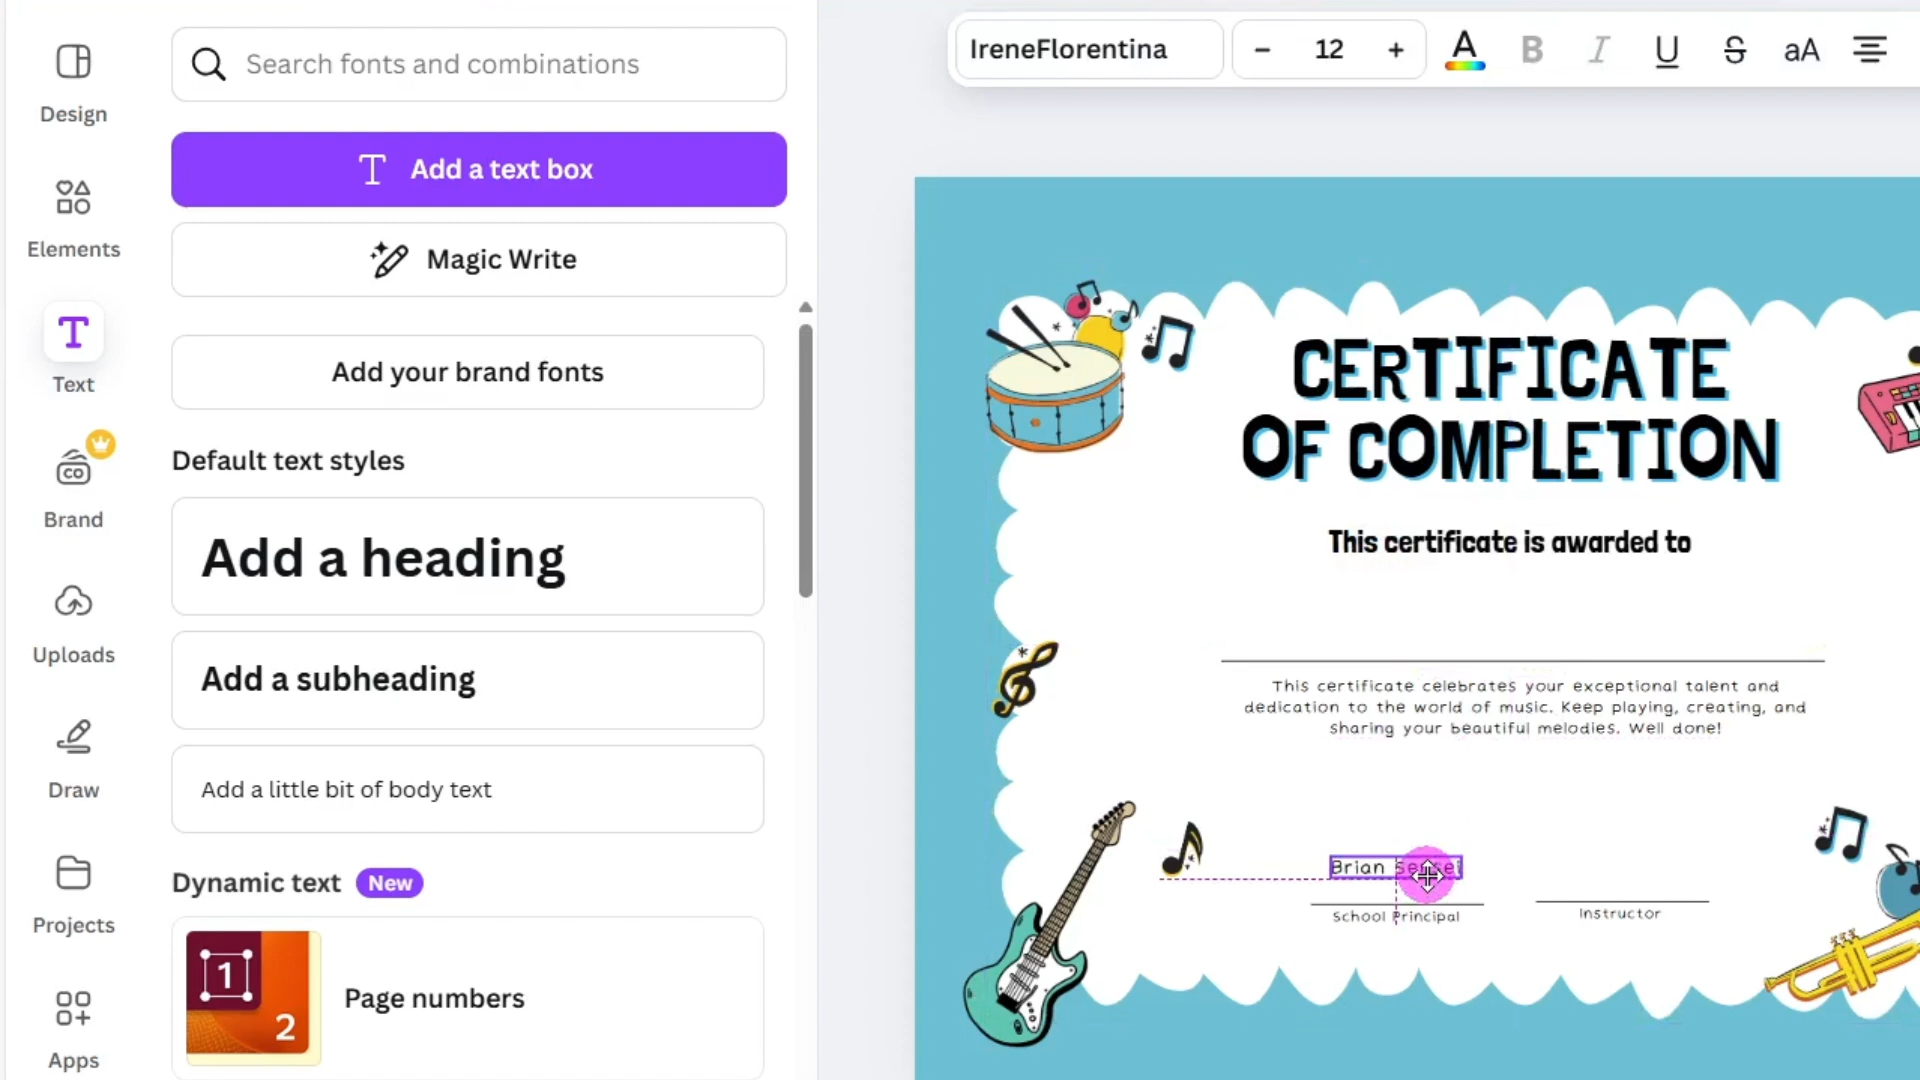 Design
Elements
Text
Brand
Uploads
Draw
Projects
Apps
Search fonts and combinations
Add a text box
Magic Write
Add your brand fonts
Default text styles
Add a heading
Add a subheading
Add a little bit of body text
Dynamic text New
1
2
Page numbers
IreneFlorentina
- 12 +
A B I U S aA
CERTIFICATE
OF COMPLETION
This certificate is awarded to
This certificate celebrates your exceptional talent and
dedication to the world of music. Keep playing, creating, and
sharing your beautiful melodies. Well done!
Brian
School Principal
Instructor